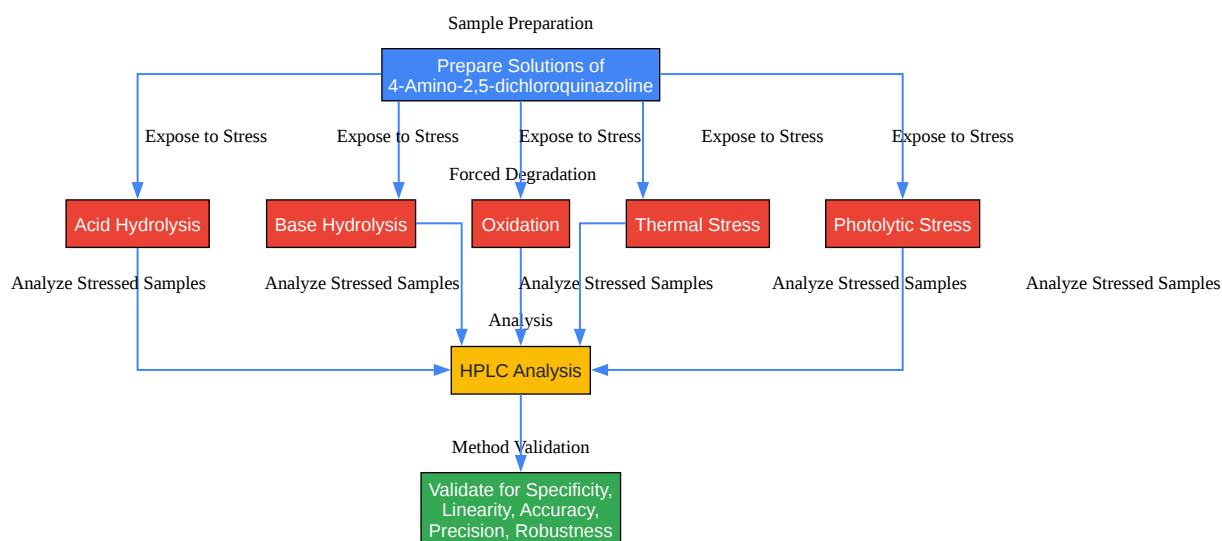 Sample Preparation
Prepare Solutions of
4-Amino-2,5-dichloroquinazoline
Expose to Stress
Expose to Stress
Expose to Stress
Expose to Stress
Expose to Stress
Forced Degradation
Acid Hydrolysis
Base Hydrolysis
Oxidation
Thermal Stress
Photolytic Stress
Analyze Stressed Samples
Analyze Stressed Samples
Analyze Stressed Samples
Analyze Stressed Samples
Analyze Stressed Samples
Analysis
HPLC Analysis
Method Validation
Validate for Specificity,
Linearity, Accuracy,
Precision, Robustness